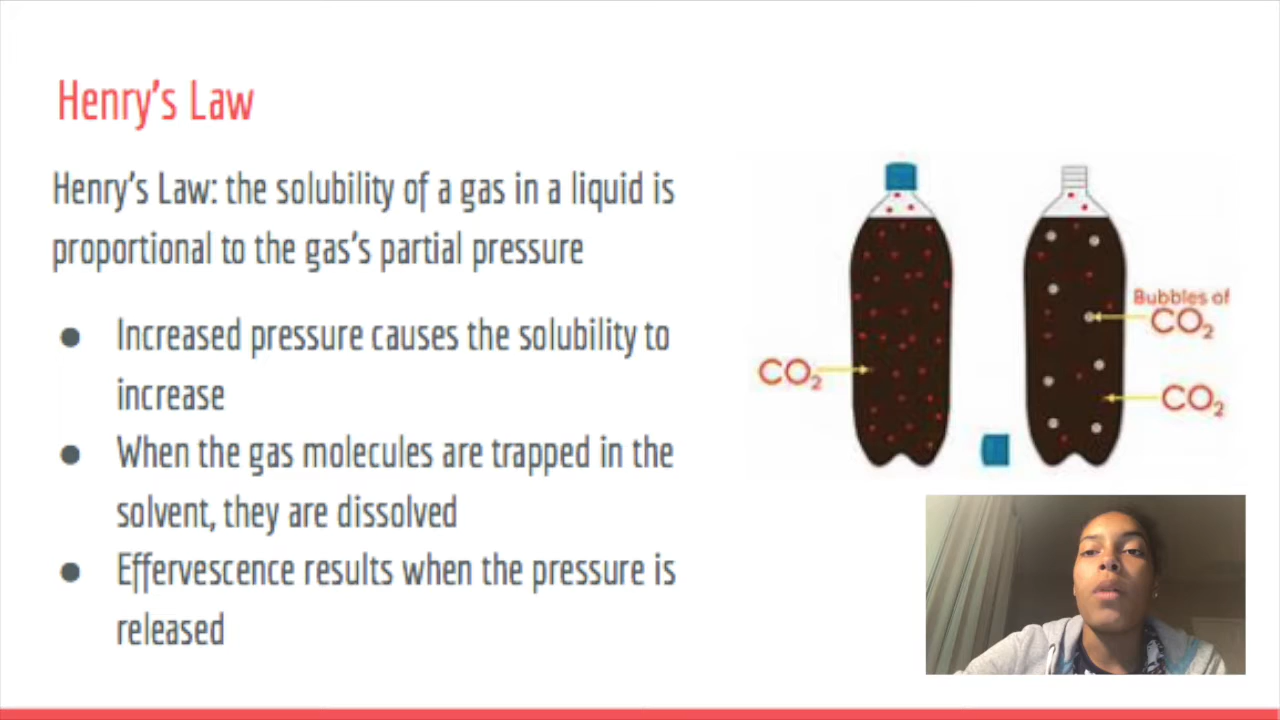 Henry's Law
Henry's Law: the solubility of a gas in a liquid is
proportional to the gas's partial pressure
● Increased pressure causes the solubility to
increase
● When the gas molecules are trapped in the
solvent, they are dissolved
● Effervescence results when the pressure is
released
CO₂
Bubbles of
CO₂
CO₂